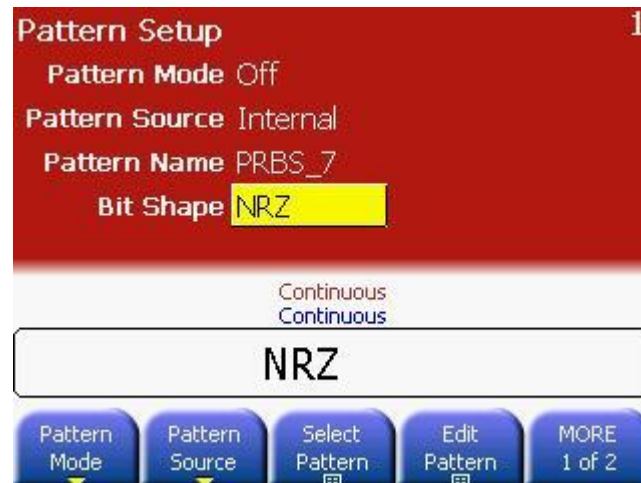 Pattern Setup 1
Pattern Mode Off
Pattern Source Internal
Pattern Name PRBS_7
Bit Shape NRZ
Continuous
Continuous
NRZ
Pattern Mode
Pattern Source
Select Pattern
Edit Pattern
MORE 1 of 2